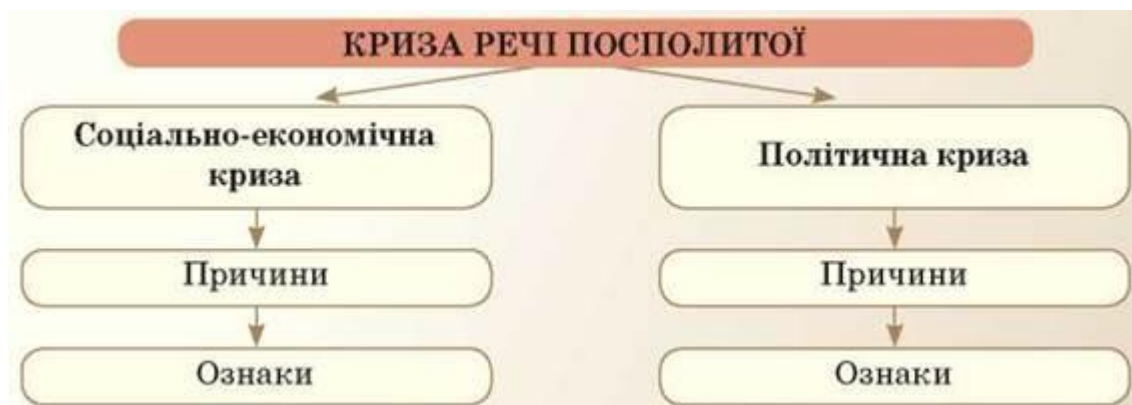 КРИЗА РЕЧІ ПОСПОЛИТОЇ
Соціально-економічна
криза
Політична криза
Причини
Причини
Ознаки
Ознаки